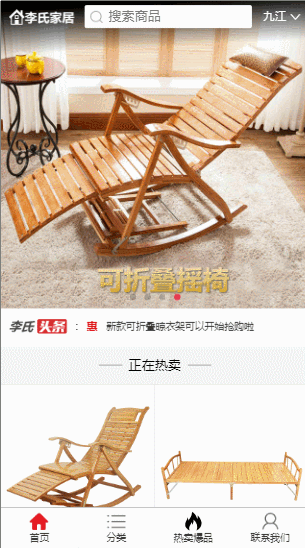 李氏家居 搜索商品 九江
可折叠摇椅
李氏 头条 ： 惠 新款可折叠晾衣架可以开始抢购啦
正在热卖
首页 分类 热卖爆品 联系我们